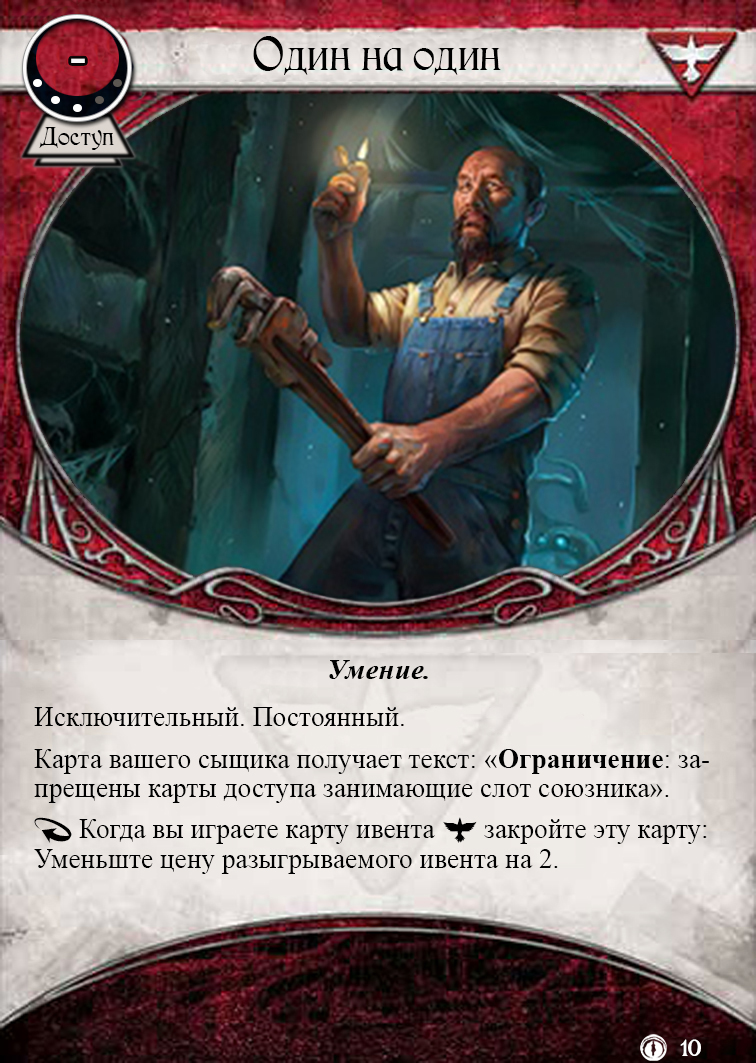 Один на один
-
Доступ
Умение.
Исключительный. Постоянный.
Карта вашего сыщика получает текст: «Ограничение: за-
прещены карты доступа занимающие слот союзника».
Когда вы играете карту ивента закройте эту карту:
Уменьште цену разыгрываемого ивента на 2.
10